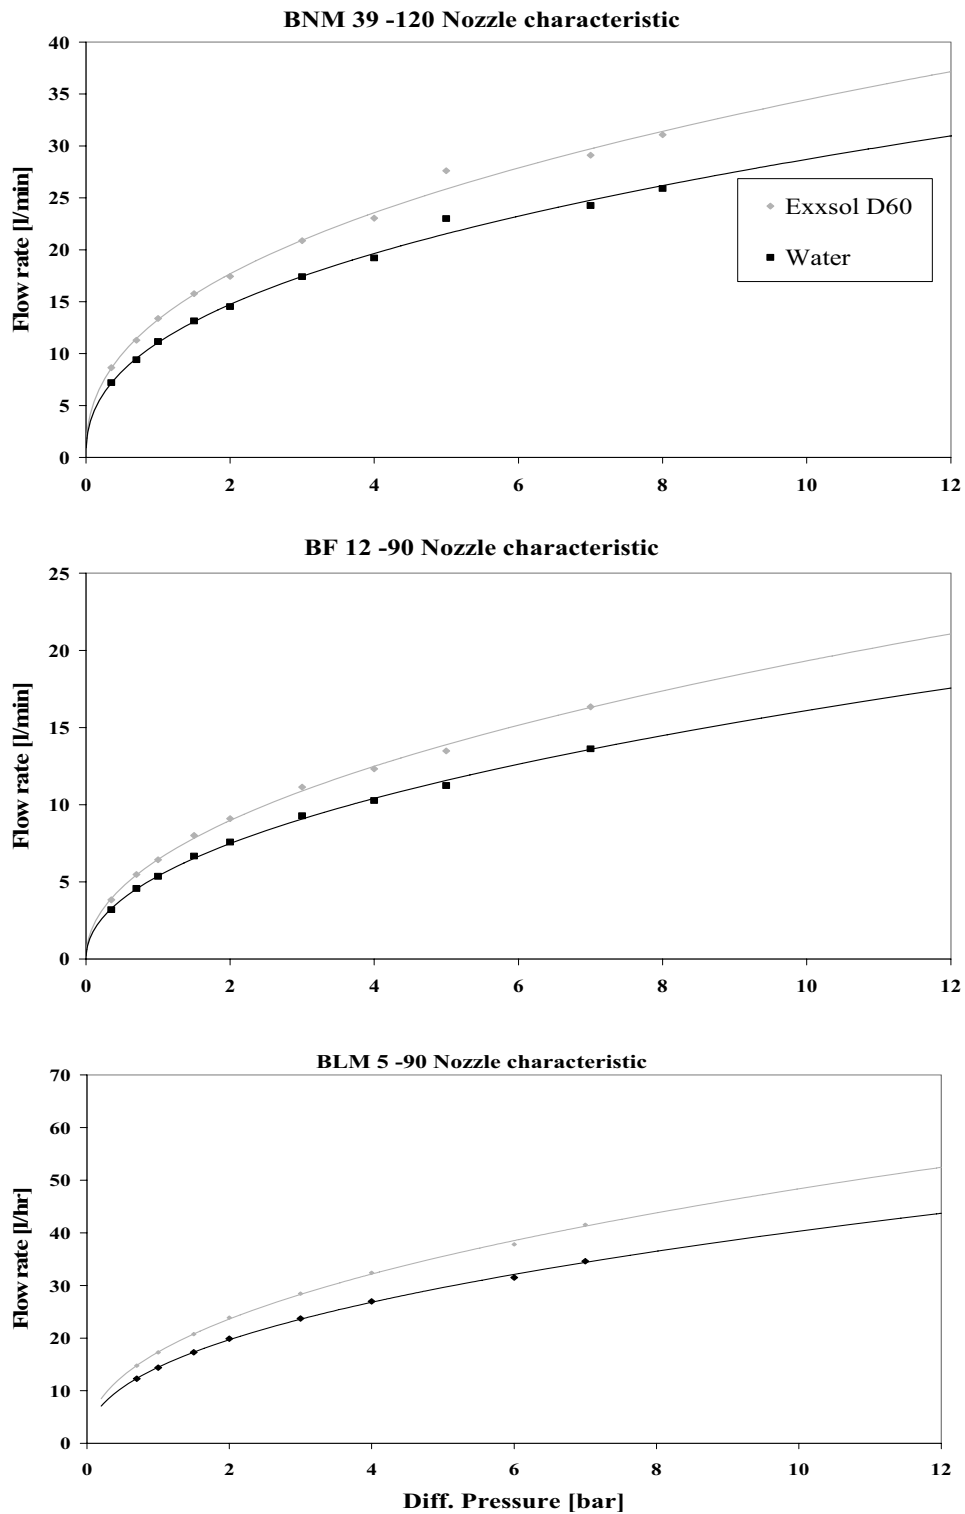 BNM 39 -120 Nozzle characteristic
40
35
30
25
20
15
10
5
0
Flow rate [l/min]
Exxsol D60
Water
0 2 4 6 8 10 12
BF 12 -90 Nozzle characteristic
25
20
15
10
5
0
Flow rate [l/min]
0 2 4 6 8 10 12
BLM 5 -90 Nozzle characteristic
70
60
50
40
30
20
10
0
Flow rate [l/hr]
0 2 4 6 8 10 12
Diff. Pressure [bar]